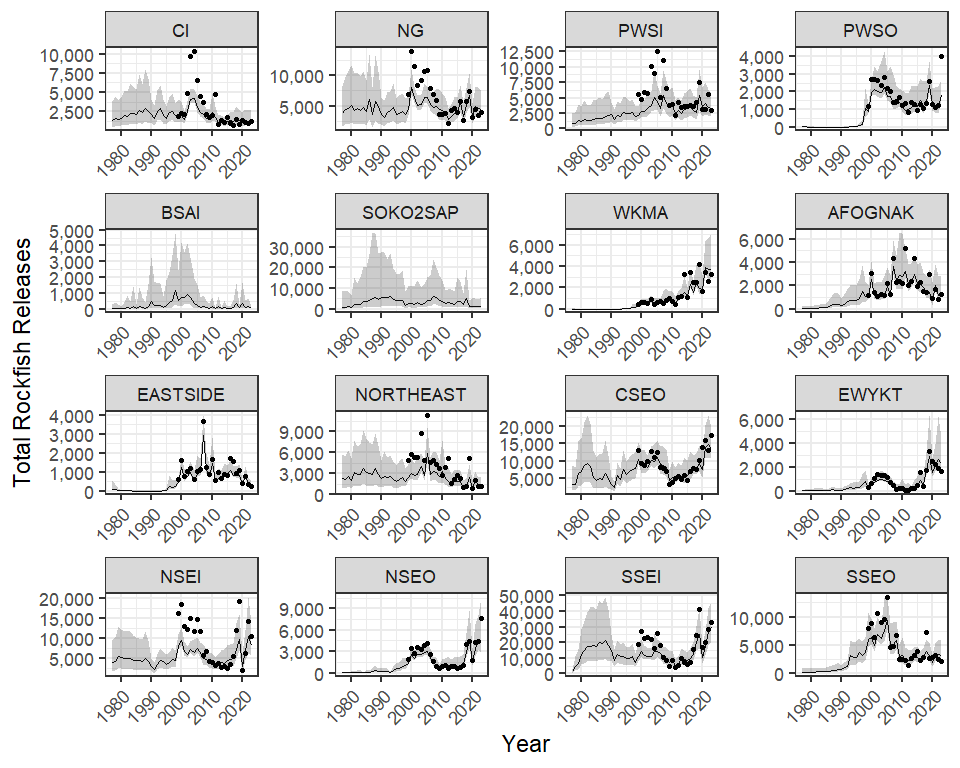 CI NG PWSI PWSO
10,000 7,500 5,000 2,500
10,000 5,000
12,500 10,000 7,500 5,000 2,500 0
4,000 3,000 2,000 1,000 0
1980 1990 2000 2010 2020 1980 1990 2000 2010 2020 1980 1990 2000 2010 2020 1980 1990 2000 2010 2020
BSAI SOKO2SAP WKMA AFOGNAK
5,000 4,000 3,000 2,000 1,000 0
30,000 20,000 10,000 0
6,000 4,000 2,000 0
6,000 4,000 2,000 0
1980 1990 2000 2010 2020 1980 1990 2000 2010 2020 1980 1990 2000 2010 2020 1980 1990 2000 2010 2020
Total Rockfish Releases
EASTSIDE NORTHEAST CSEO EWYKT
4,000 3,000 2,000 1,000 0
9,000 6,000 3,000 0
20,000 15,000 10,000 5,000
6,000 4,000 2,000 0
1980 1990 2000 2010 2020 1980 1990 2000 2010 2020 1980 1990 2000 2010 2020 1980 1990 2000 2010 2020
NSEI NSEO SSEI SSEO
20,000 15,000 10,000 5,000
9,000 6,000 3,000 0
50,000 40,000 30,000 20,000 10,000 0
10,000 5,000 0
1980 1990 2000 2010 2020 1980 1990 2000 2010 2020 1980 1990 2000 2010 2020 1980 1990 2000 2010 2020
Year